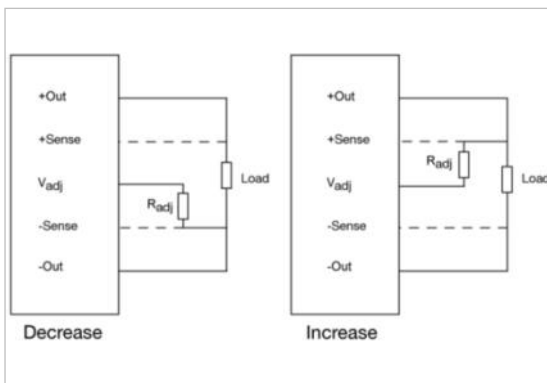 +Out
+Sense
Vadj
-Sense
-Out
Radj
Load
Decrease
+Out
+Sense
Vadj
-Sense
-Out
Radj
Load
Increase